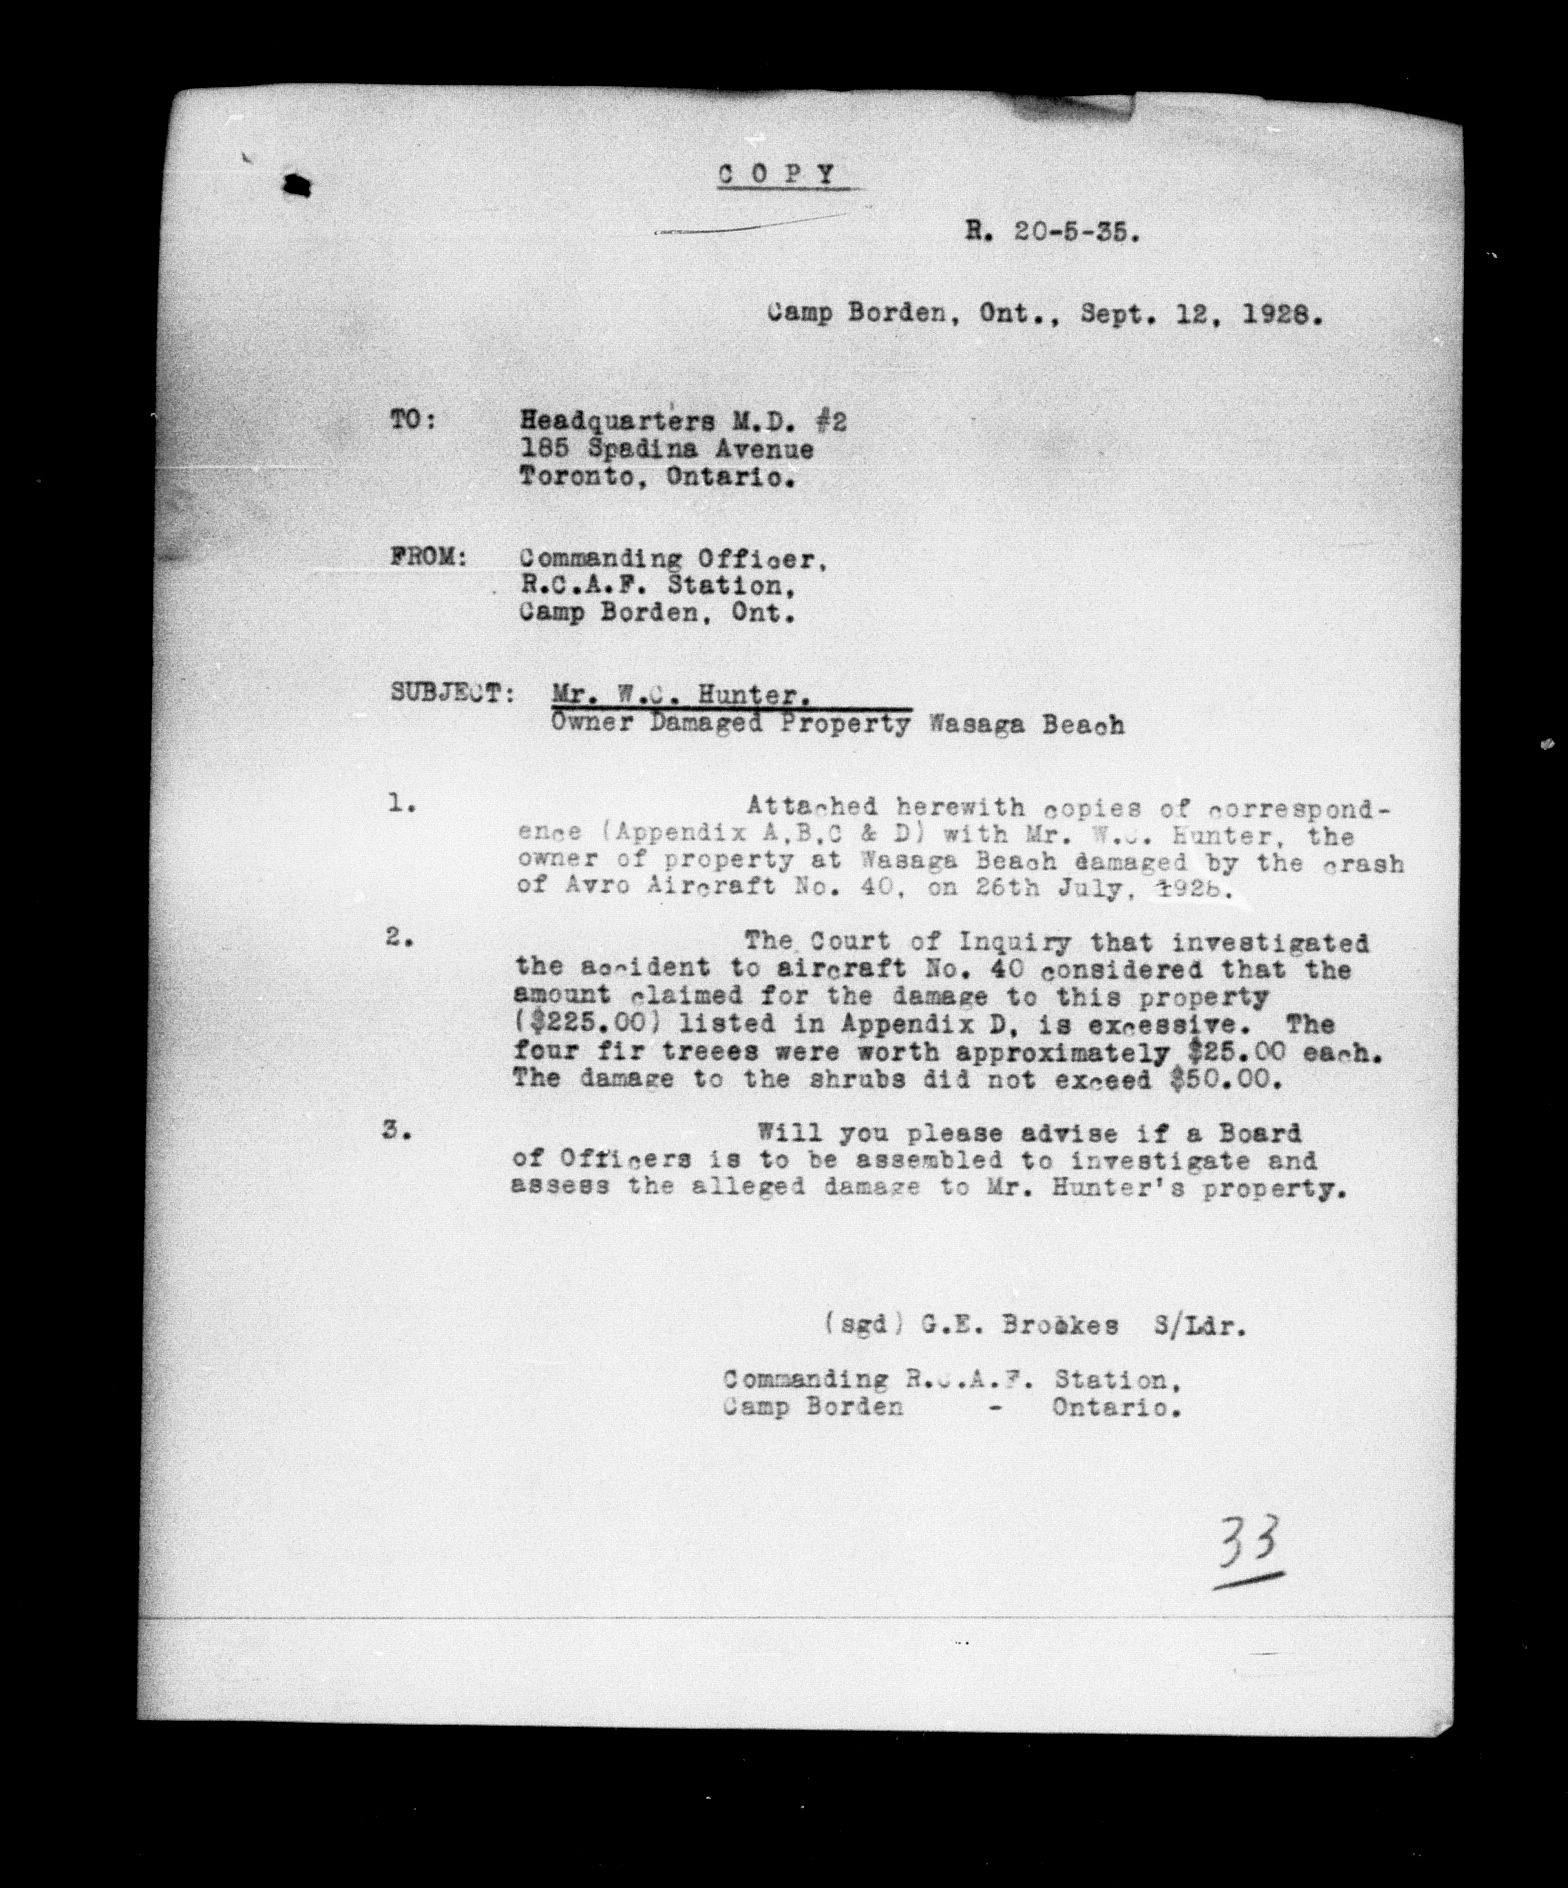 COPY
R. 20-5-35.
Camp Borden, Ont., Sept. 12, 1928.
TO: Headquarters M.D. #2
185 Spadina Avenue
Toronto, Ontario.
FROM: Commanding Officer,
R.C.A.F. Station,
Camp Borden, Ont.
SUBJECT: Mr. W.C. Hunter.
Owner Damaged Property Wasaga Beach
1. Attached herewith copies of correspond-
ence (Appendix A,B,C & D) with Mr. W.C. Hunter, the
owner of property at Wasaga Beach damaged by the crash
of Avro Aircraft No. 40, on 26th July, 1928.
2. The Court of Inquiry that investigated
the accident to aircraft No. 40 considered that the
amount claimed for the damage to this property
($225.00) listed in Appendix D, is excessive. The
four fir treees were worth approximately $25.00 each.
The damage to the shrubs did not exceed $50.00.
3. Will you please advise if a Board
of Officers is to be assembled to investigate and
assess the alleged damage to Mr. Hunter's property.
(sgd) G.E. Brookes S/Ldr.
Commanding R.C.A.F. Station,
Camp Borden - Ontario.
33